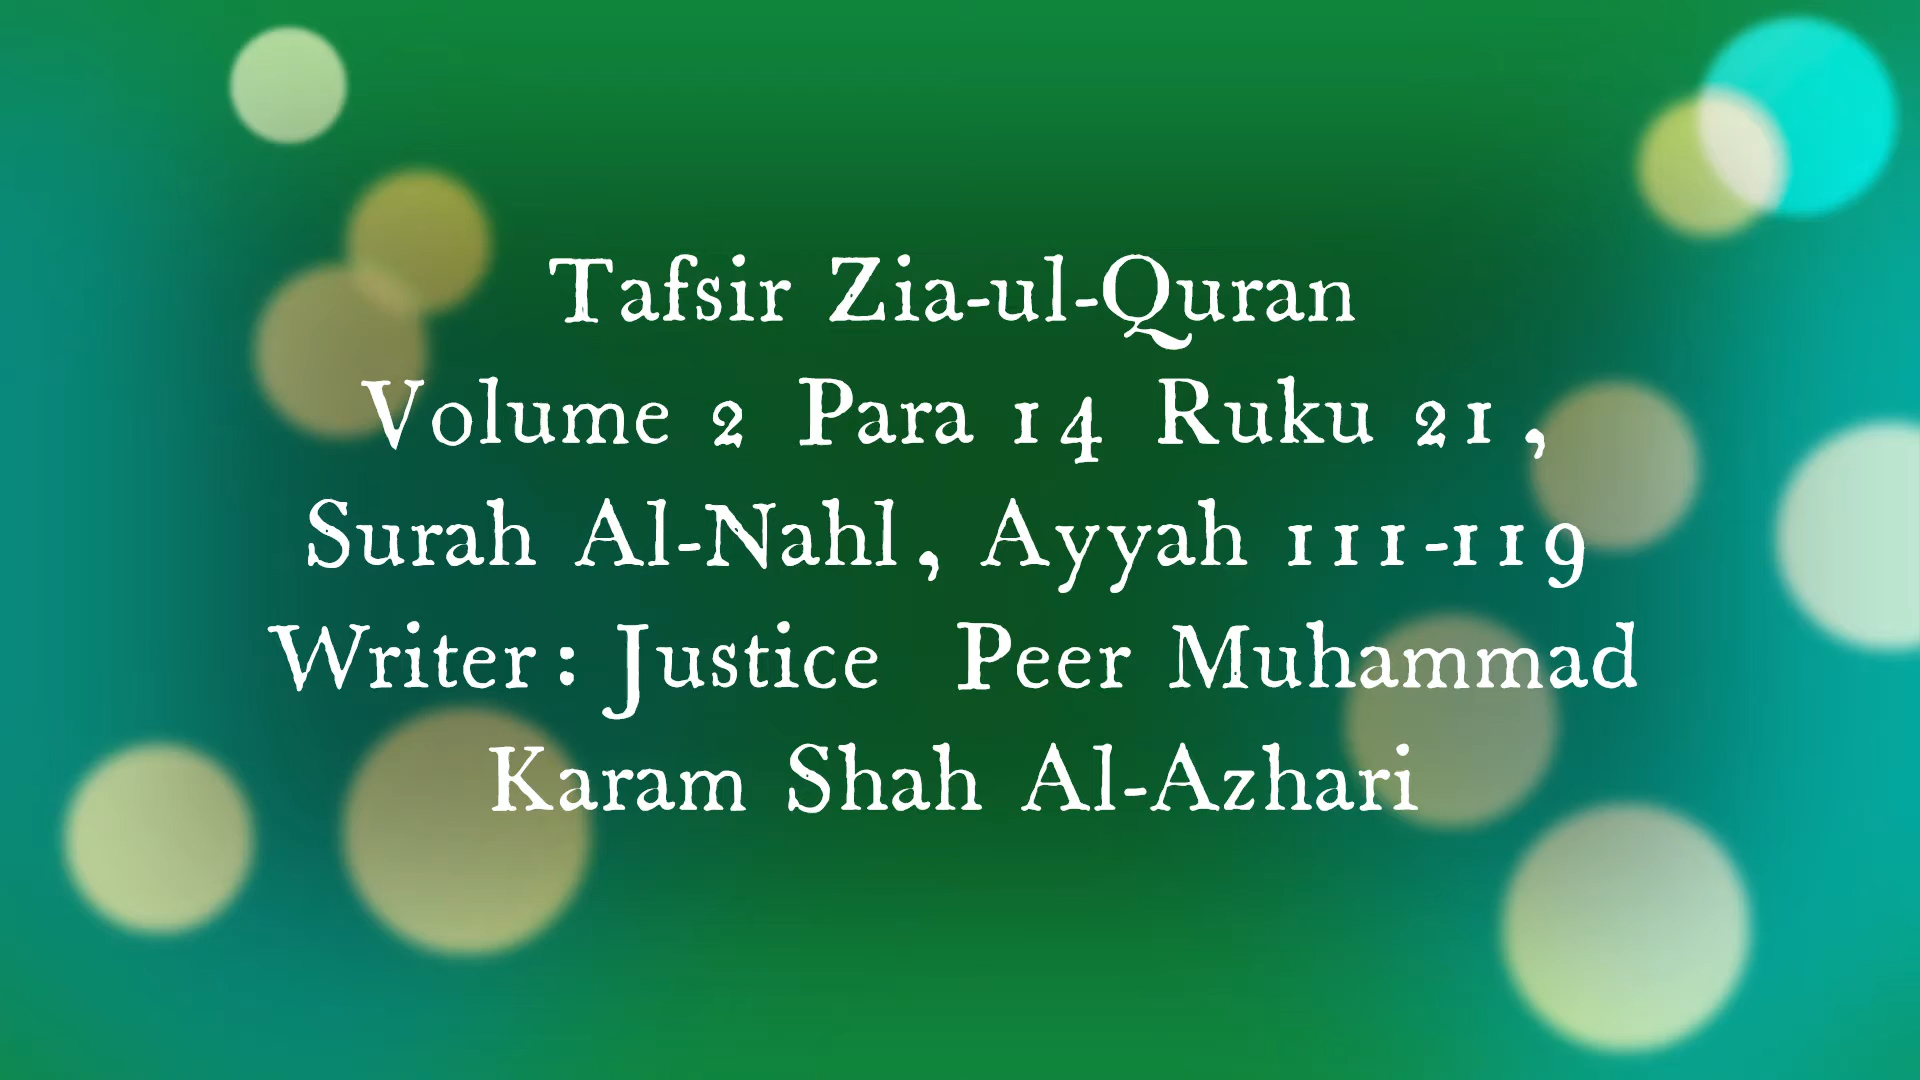 Tafsir Zia-ul-Quran
Volume 2 Para 14 Ruku 21,
Surah Al-Nahl, Ayyah 111-119
Writer: Justice Peer Muhammad
Karam Shah Al-Azhari